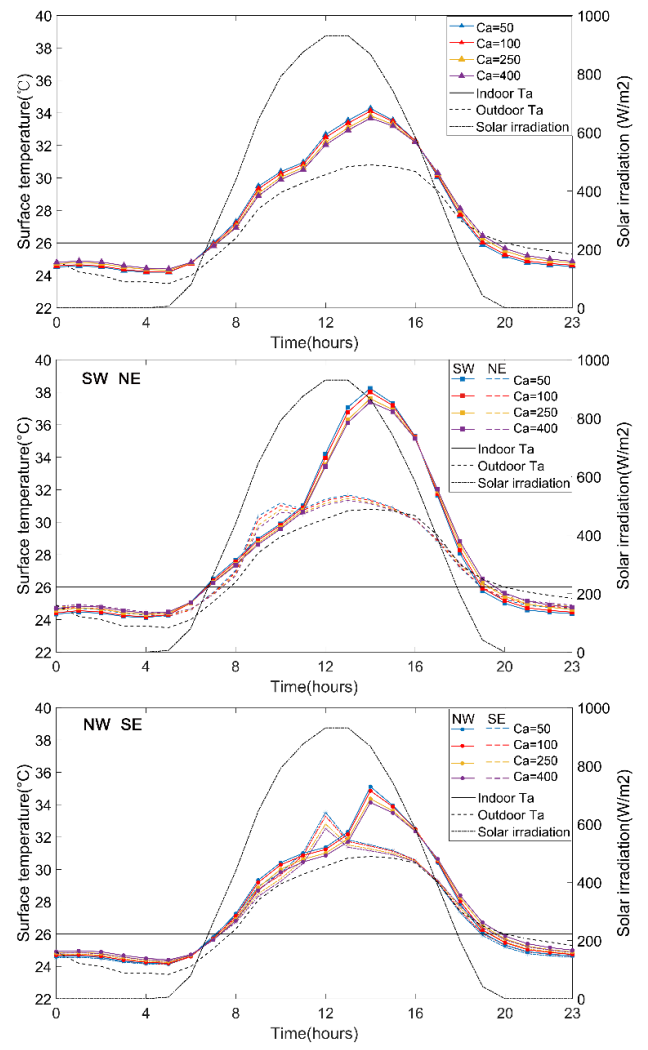 40
38
36
34
32
30
28
26
24
22
Surface temperature(℃)
1000
800
600
400
200
0
Solar irradiation (W/m2)
Ca=50
Ca=100
Ca=250
Ca=400
Indoor Ta
Outdoor Ta
Solar irradiation
0 4 8 12 16 20 23
Time(hours)
SW NE
40
38
36
34
32
30
28
26
24
22
Surface temperature(°C)
1000
800
600
400
200
0
Solar irradiation(W/m2)
SW NE
Ca=50
Ca=100
Ca=250
Ca=400
Indoor Ta
Outdoor Ta
Solar irradiation
0 4 8 12 16 20 23
Time(hours)
NW SE
40
38
36
34
32
30
28
26
24
22
Surface temperature(°C)
1000
800
600
400
200
0
Solar irradiation(W/m2)
NW SE
Ca=50
Ca=100
Ca=250
Ca=400
Indoor Ta
Outdoor Ta
Solar irradiation
0 4 8 12 16 20 23
Time(hours)